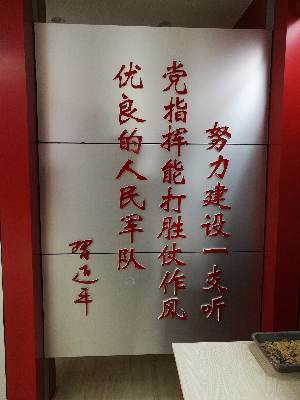 努力建设一支听
党指挥能打胜仗作风
优良的人民军队
习近平